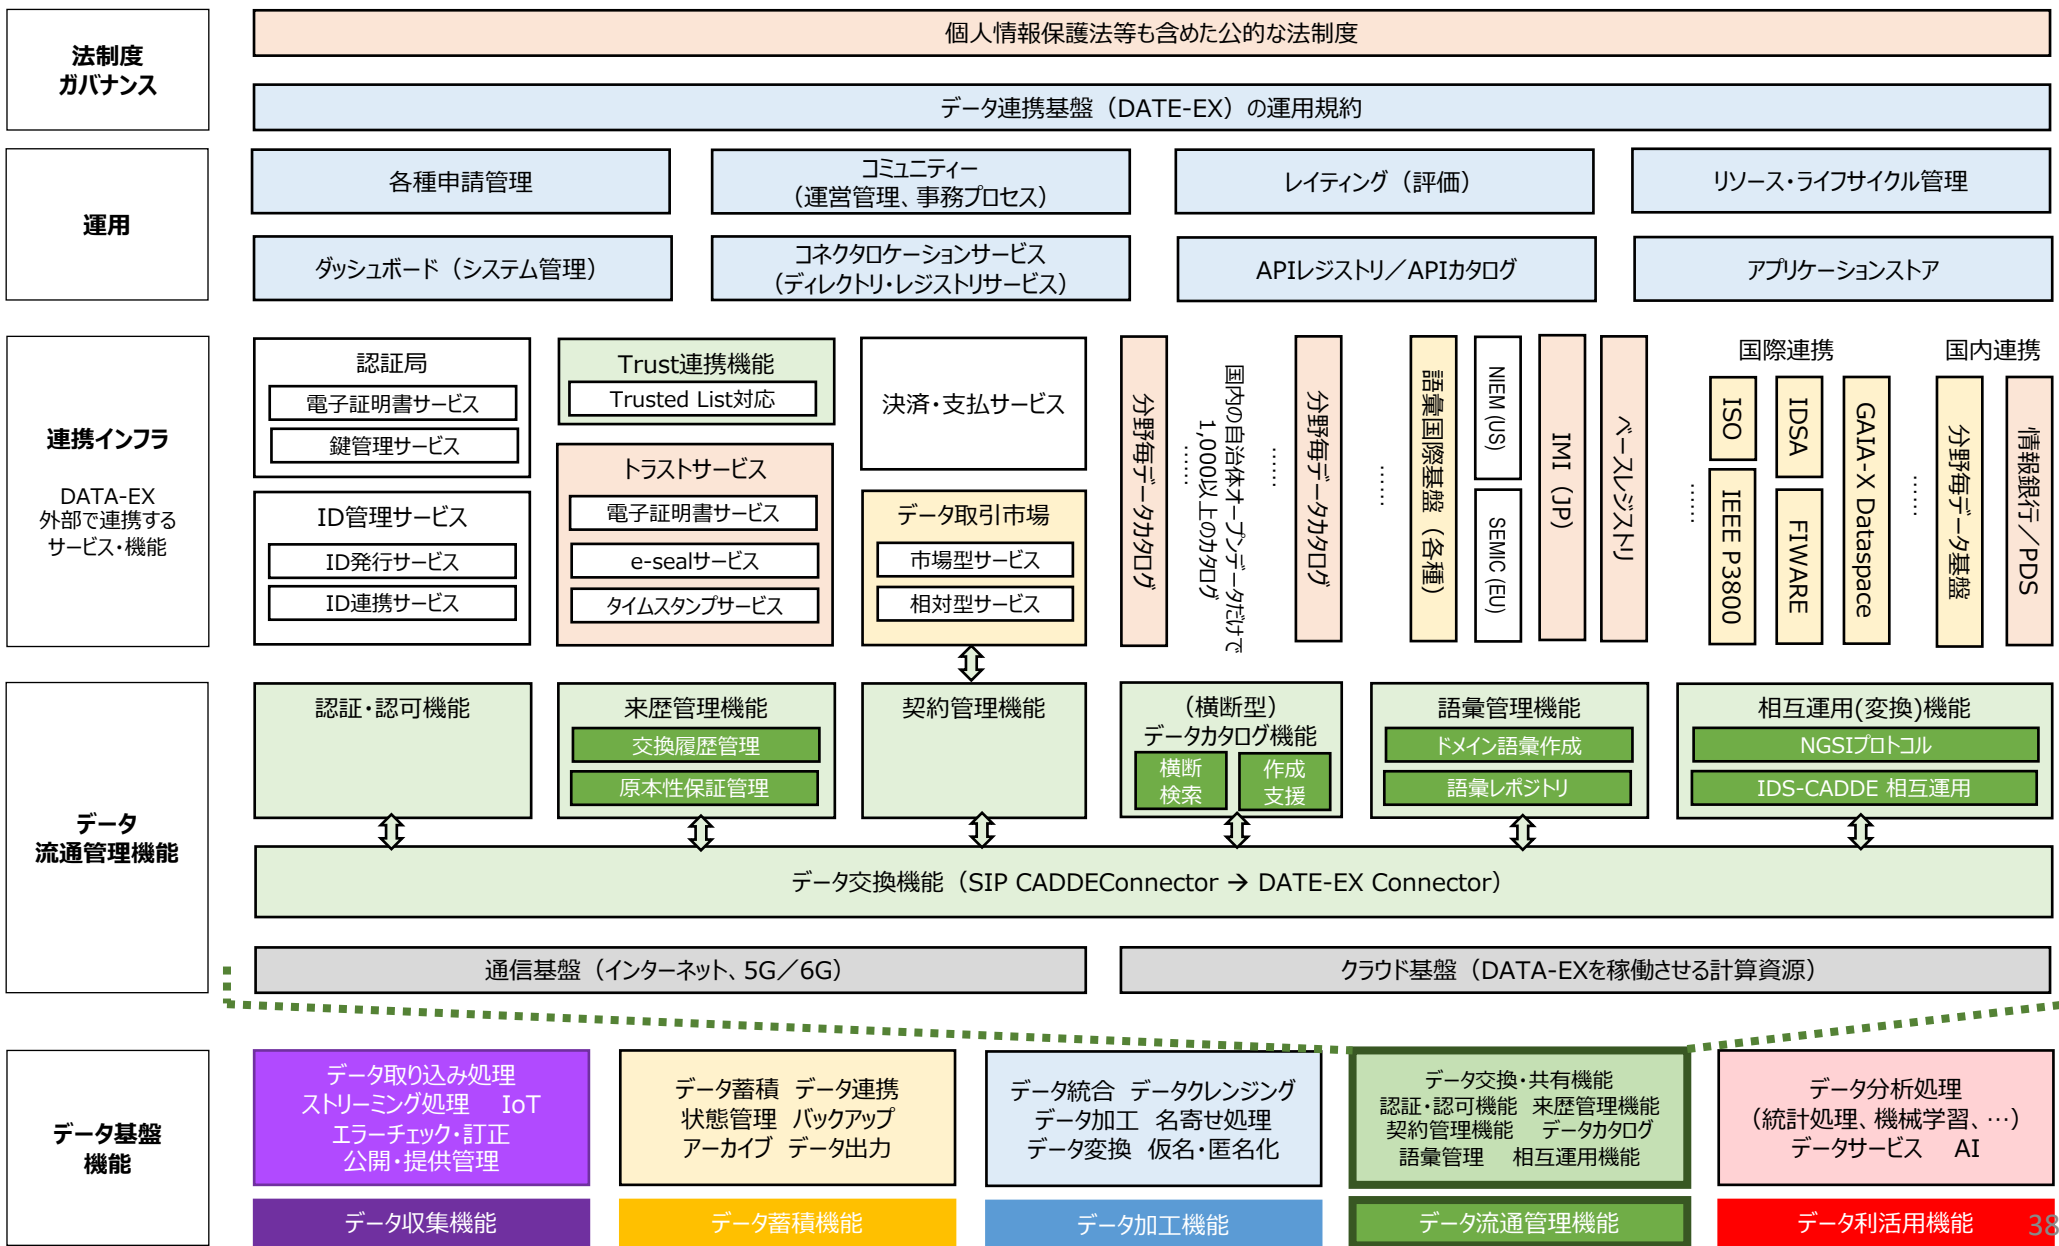 法制度
ガバナンス
個人情報保護法等も含めた公的な法制度
データ連携基盤（DATE-EX）の運用規約
運用
各種申請管理
コミュニティー
（運営管理、事務プロセス）
レイティング（評価）
リソース・ライフサイクル管理
ダッシュボード（システム管理）
コネクタロケーションサービス
（ディレクトリ・レジストリサービス）
APIレジストリ／APIカタログ
アプリケーションストア
連携インフラ
DATA-EX
外部で連携する
サービス・機能
認証局
電子証明書サービス
鍵管理サービス
ID管理サービス
ID発行サービス
ID連携サービス
Trust連携機能
Trusted List対応
トラストサービス
電子証明書サービス
e-sealサービス
タイムスタンプサービス
決済・支払サービス
データ取引市場
市場型サービス
相対型サービス
分野毎データカタログ
国内の自治体オープンデータだけで
1,000以上のカタログ
……
……
分野毎データカタログ
……
語彙国際基盤（各種）
NIEM (US)
SEMIC (EU)
IMI（JP）
ベースレジストリ
国際連携
ISO
IEEE P3800
……
IDSA
FIWARE
GAIA-X Dataspace
……
国内連携
分野毎データ基盤
情報銀行／PDS
データ
流通管理機能
認証・認可機能
来歴管理機能
交換履歴管理
原本性保証管理
契約管理機能
（横断型）
データカタログ機能
横断
検索
作成
支援
語彙管理機能
ドメイン語彙作成
語彙レポジトリ
相互運用(変換)機能
NGSIプロトコル
IDS-CADDE 相互運用
データ交換機能（SIP CADDEConnector → DATE-EX Connector）
通信基盤（インターネット、5G／6G）
クラウド基盤（DATA-EXを稼働させる計算資源）
データ基盤
機能
データ取り込み処理
ストリーミング処理 IoT
エラーチェック・訂正
公開・提供管理
データ収集機能
データ蓄積 データ連携
状態管理 バックアップ
アーカイブ データ出力
データ蓄積機能
データ統合 データクレンジング
データ加工 名寄せ処理
データ変換 仮名・匿名化
データ加工機能
データ交換・共有機能
認証・認可機能 来歴管理機能
契約管理機能 データカタログ
語彙管理 相互運用機能
データ流通管理機能
データ分析処理
（統計処理、機械学習、…）
データサービス AI
データ利活用機能
38